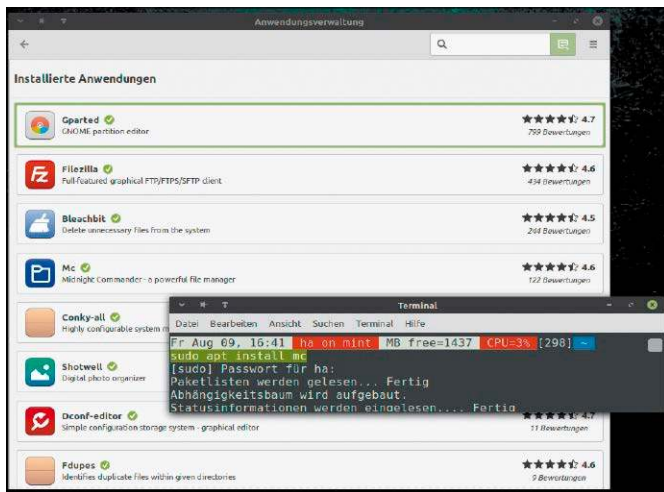 Anwendungsverwaltung
Installierte Anwendungen
Gparted
GNOME partition editor
4.7
799 Bewertungen
Filezilla
Full-featured graphical FTP/FTPS/SFTP client
4.6
434 Bewertungen
Bleachbit
Delete unnecessary files from the system
4.5
244 Bewertungen
Mc
Midnight Commander - a powerful file manager
4.6
122 Bewertungen
Conky-all
Highly configurable system m
Terminal
Datei Bearbeiten Ansicht Suchen Terminal Hilfe
Fr Aug 09, 16:41 ha on mint MB free=1437 CPU=3% [298] ~
sudo apt install mc
[sudo] Passwort für ha:
Paketlisten werden gelesen... Fertig
Abhängigkeitsbaum wird aufgebaut.
Statusinformationen werden eingelesen.... Fertig
Shotwell
Digital photo organizer
Dconf-editor
Simple configuration storage system - graphical editor
4.7
11 Bewertungen
Fdupes
Identifies duplicate files within given directories
4.6
9 Bewertungen